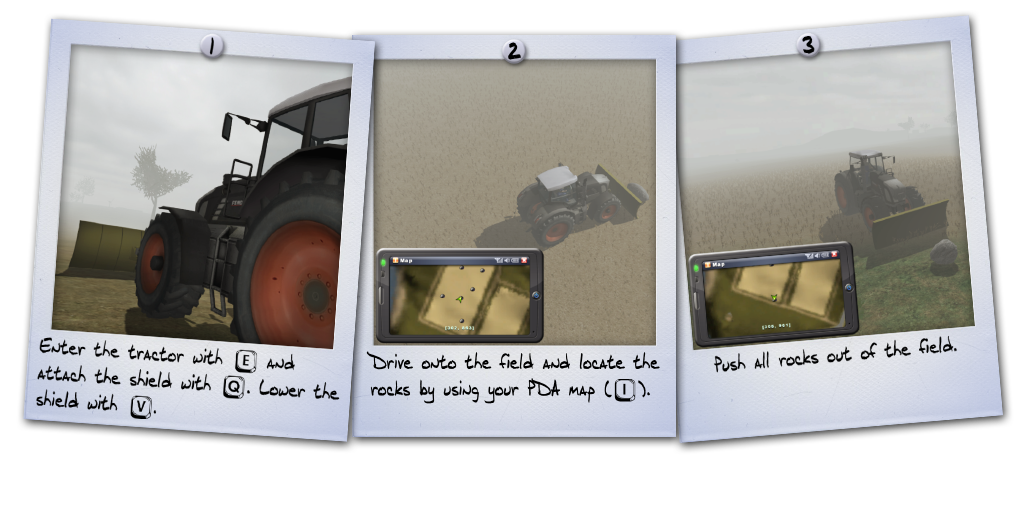 1
Enter the tractor with E and
attach the shield with Q. Lower the
shield with V.
2
Map
Drive onto the field and locate the
rocks by using your PDA map (I).
3
Map
Push all rocks out of the field.